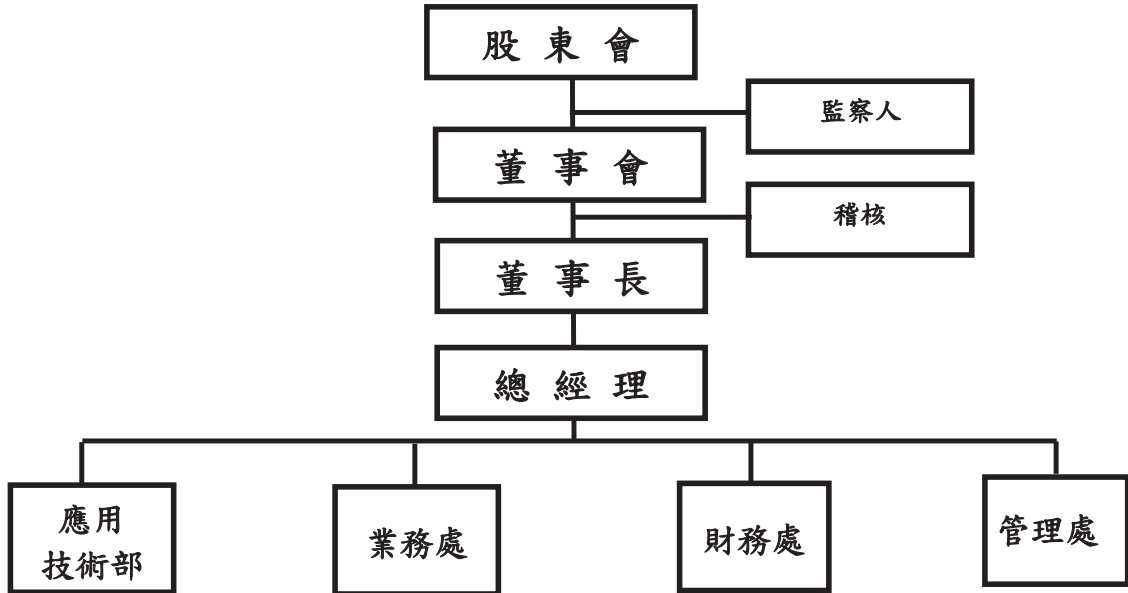 股東會
監察人
董事會
稽核
董事長
總經理
應用
技術部
業務處
財務處
管理處